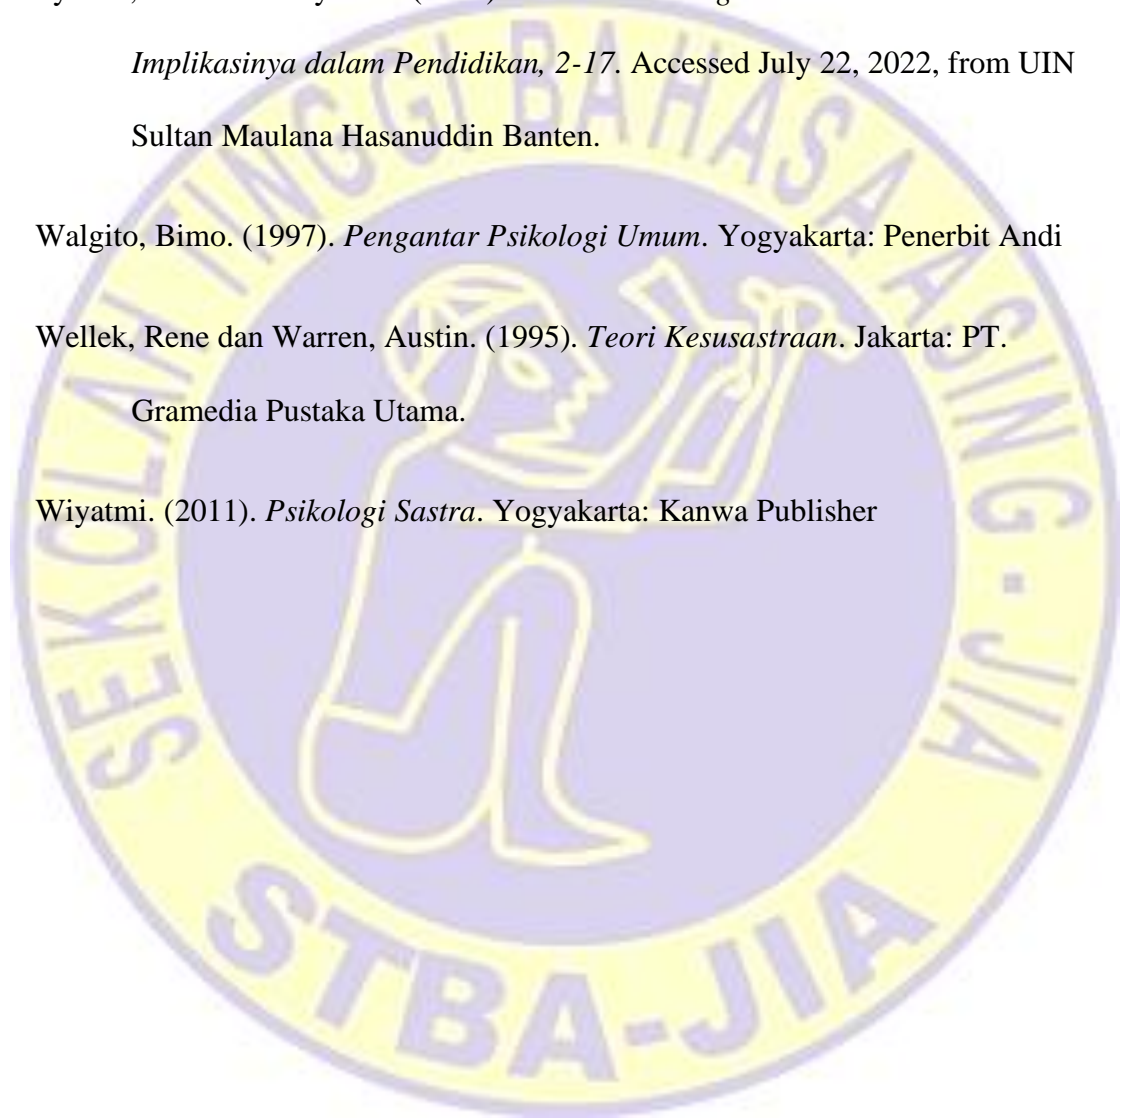 Implikasinya dalam Pendidikan, 2-17. Accessed July 22, 2022, from UIN
Sultan Maulana Hasanuddin Banten.
Walgito, Bimo. (1997). Pengantar Psikologi Umum. Yogyakarta: Penerbit Andi
Wellek, Rene dan Warren, Austin. (1995). Teori Kesusastraan. Jakarta: PT.
Gramedia Pustaka Utama.
Wiyatmi. (2011). Psikologi Sastra. Yogyakarta: Kanwa Publisher
SEKOLAH TINGGI BAHASA ASING - JIA
STBA-JIA